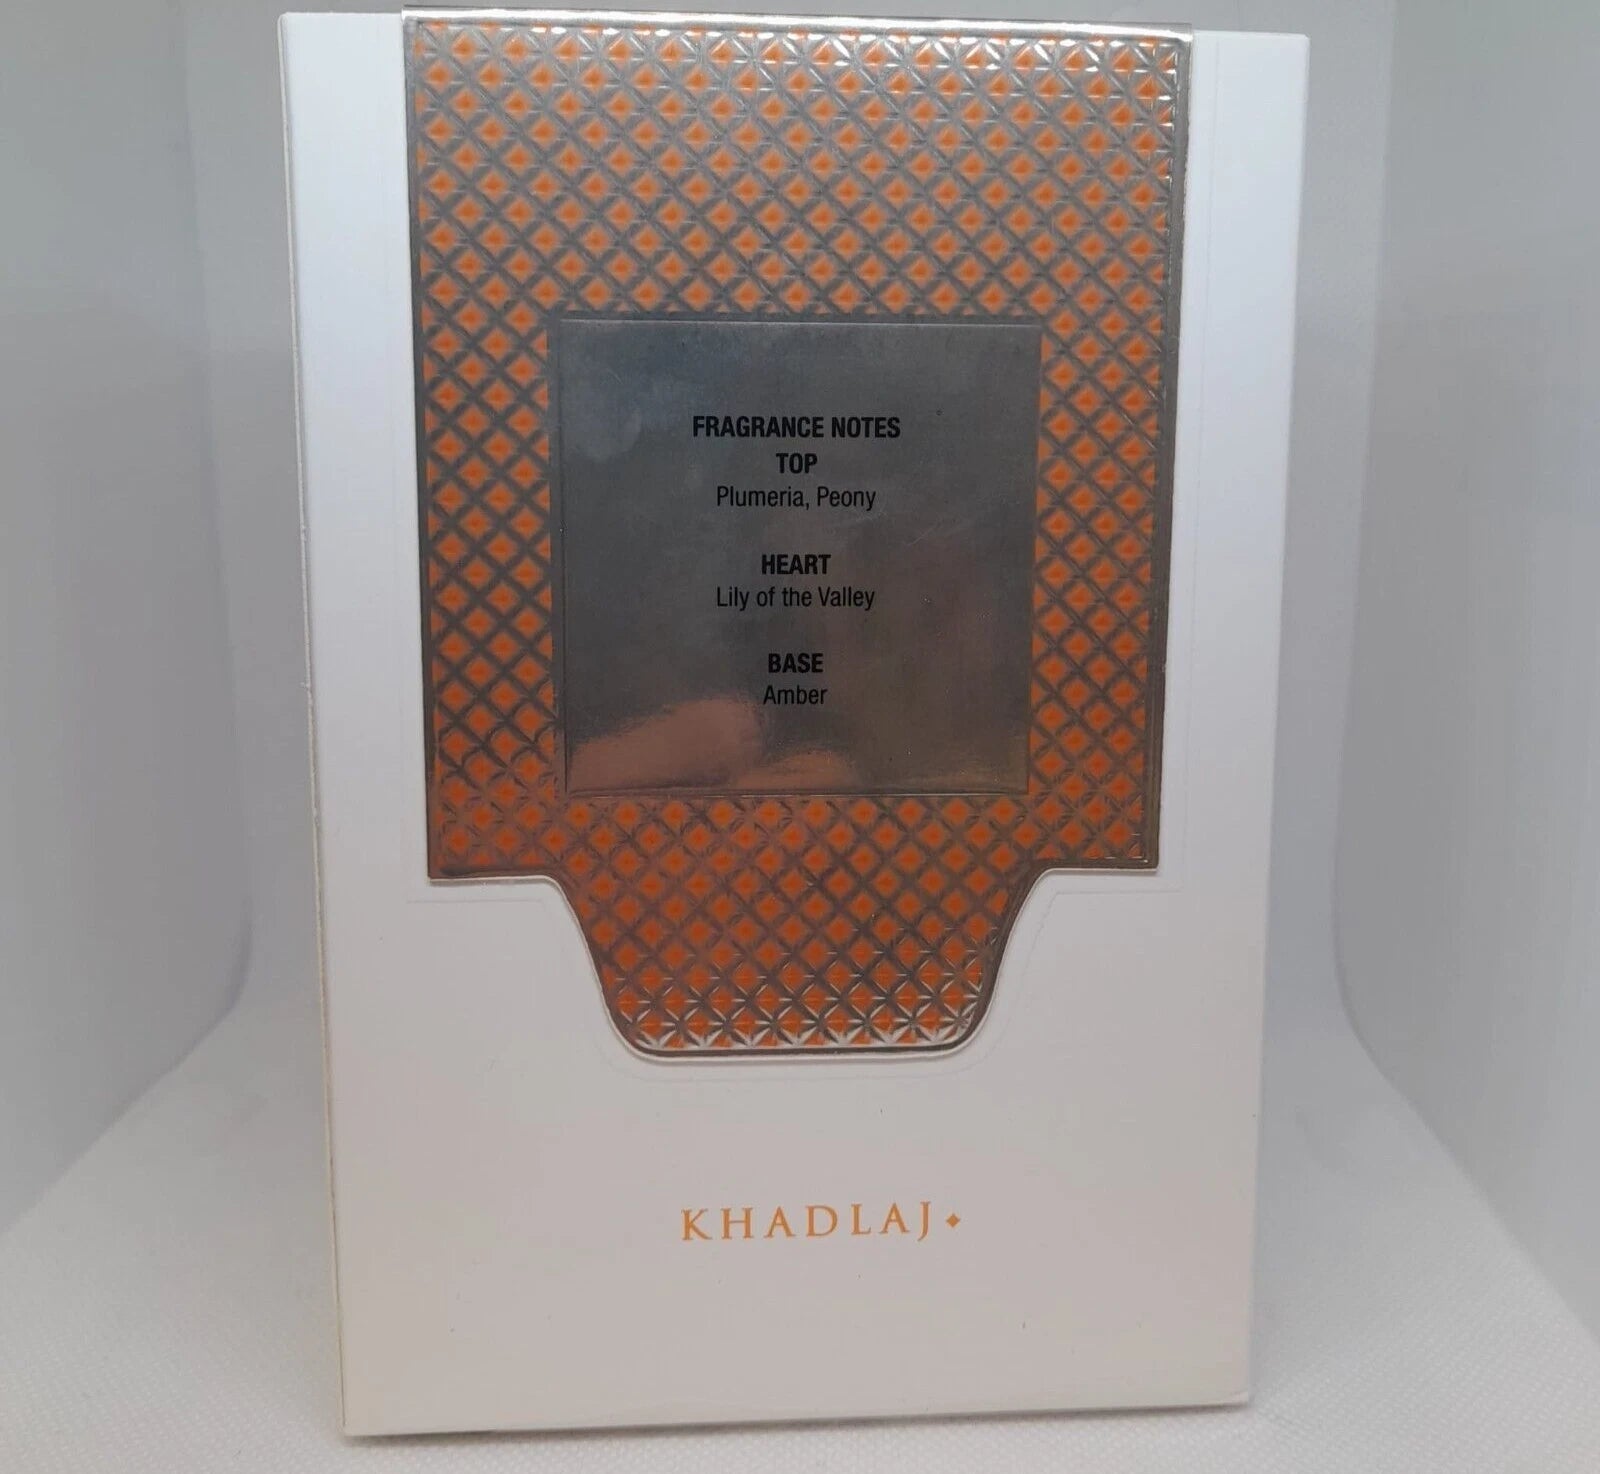 FRAGRANCE NOTES
TOP
Plumeria, Peony
HEART
Lily of the Valley
BASE
Amber
KHADLAJ